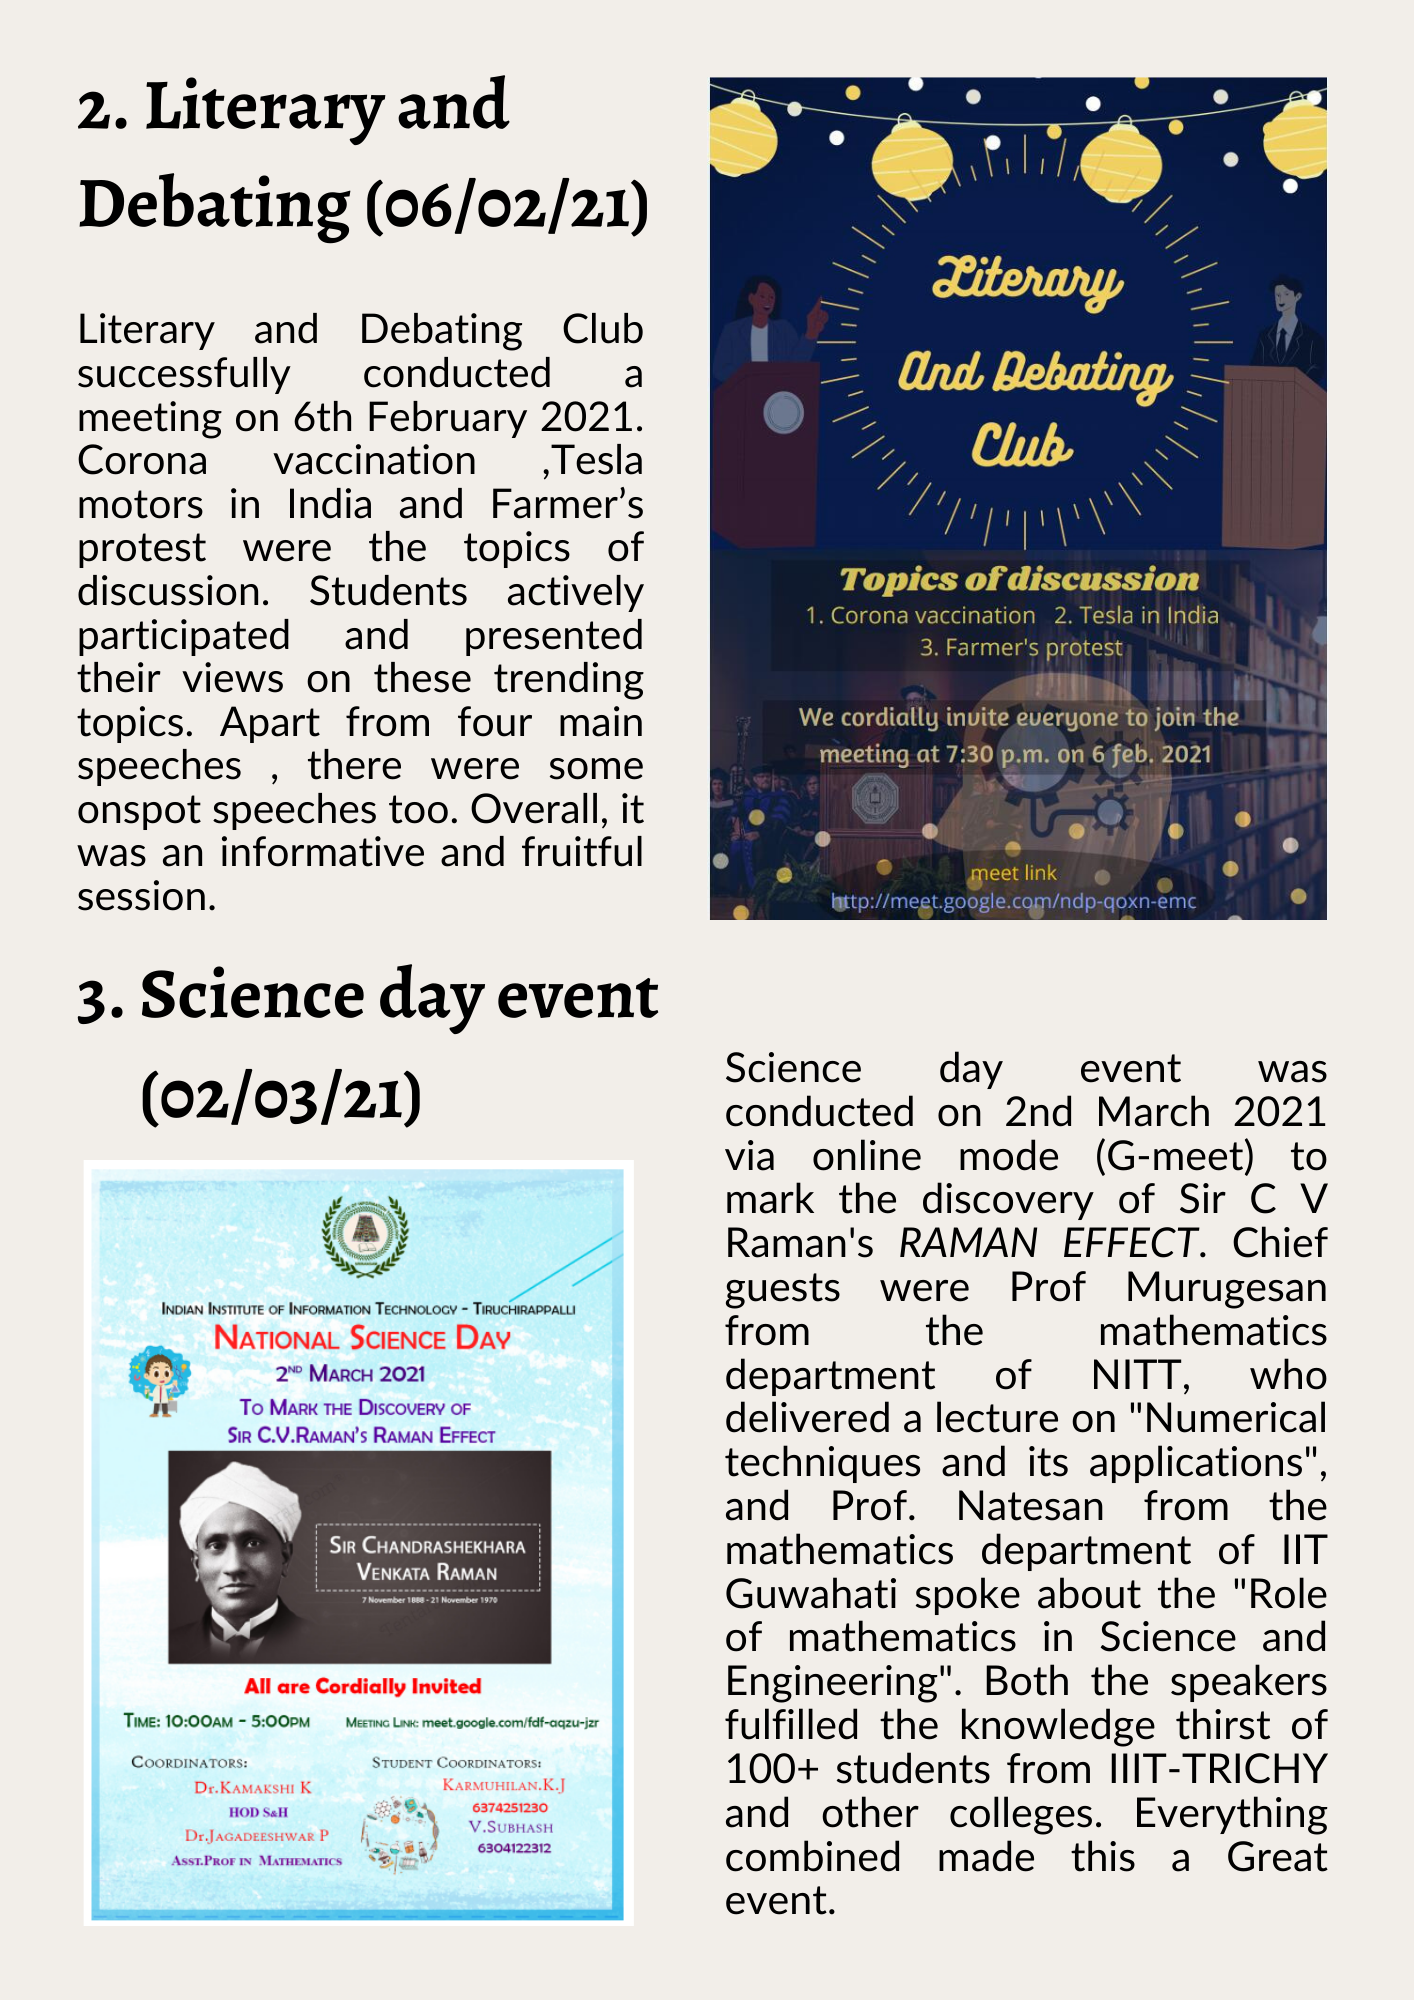 2. Literary and
Debating (06/02/21)
Literary and Debating Club
successfully conducted a
meeting on 6th February 2021.
Corona vaccination ,Tesla
motors in India and Farmer’s
protest were the topics of
discussion. Students actively
participated and presented
their views on these trending
topics. Apart from four main
speeches , there were some
onspot speeches too. Overall, it
was an informative and fruitful
session.
Literary
And Debating
Club
Topics of discussion
1. Corona vaccination 2. Tesla in India
3. Farmer's protest
We cordially invite everyone to join the
meeting at 7:30 p.m. on 6 feb. 2021
meet link
http://meet.google.com/ndp-qoxn-emc
3. Science day event
(02/03/21)
Indian Institute of Information Technology - Tiruchirappalli
National Science Day
2ND March 2021
To Mark the Discovery of
Sir C.V.Raman's Raman Effect
Sir Chandrashekhara
Venkata Raman
7 November 1888 - 21 November 1970
All are Cordially Invited
Time: 10:00am - 5:00pm Meeting Link: meet.google.com/fdf-aqzu-jzr
Coordinators:
Dr.Kamakshi K
HOD S&H
Dr.Jagadeeshwar P
Asst.Prof in Mathematics
Student Coordinators:
Karmuhilan.K.J
6374251230
V.Subhash
6304122312
Science day event was
conducted on 2nd March 2021
via online mode (G-meet) to
mark the discovery of Sir C V
Raman's RAMAN EFFECT. Chief
guests were Prof Murugesan
from the mathematics
department of NITT, who
delivered a lecture on "Numerical
techniques and its applications",
and Prof. Natesan from the
mathematics department of IIT
Guwahati spoke about the "Role
of mathematics in Science and
Engineering". Both the speakers
fulfilled the knowledge thirst of
100+ students from IIIT-TRICHY
and other colleges. Everything
combined made this a Great
event.